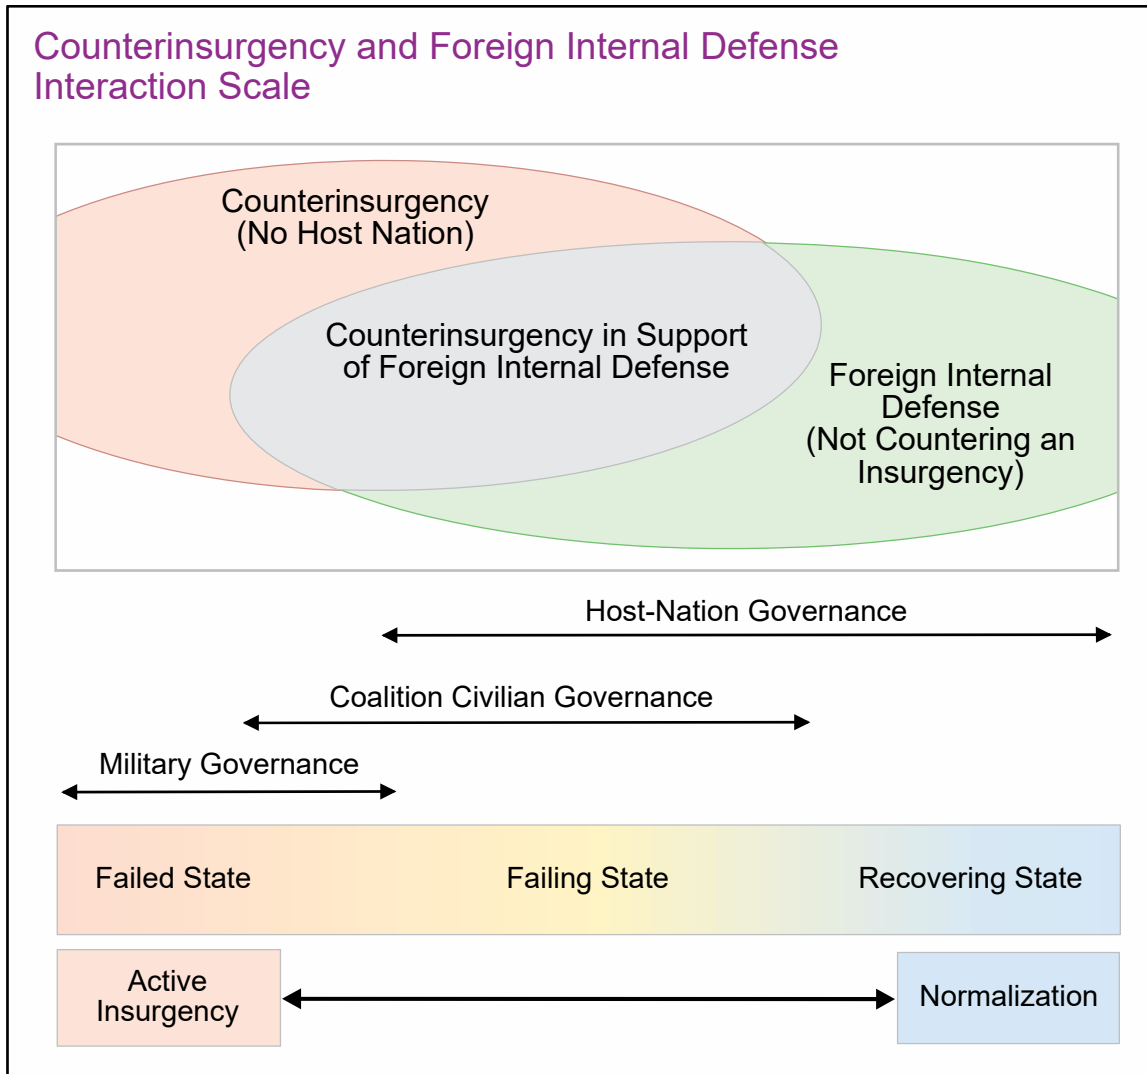 Counterinsurgency and Foreign Internal Defense
Interaction Scale
Counterinsurgency
(No Host Nation)
Counterinsurgency in Support
of Foreign Internal Defense
Foreign Internal
Defense
(Not Countering an
Insurgency)
Host-Nation Governance
Coalition Civilian Governance
Military Governance
Failed State
Failing State
Recovering State
Active
Insurgency
Normalization